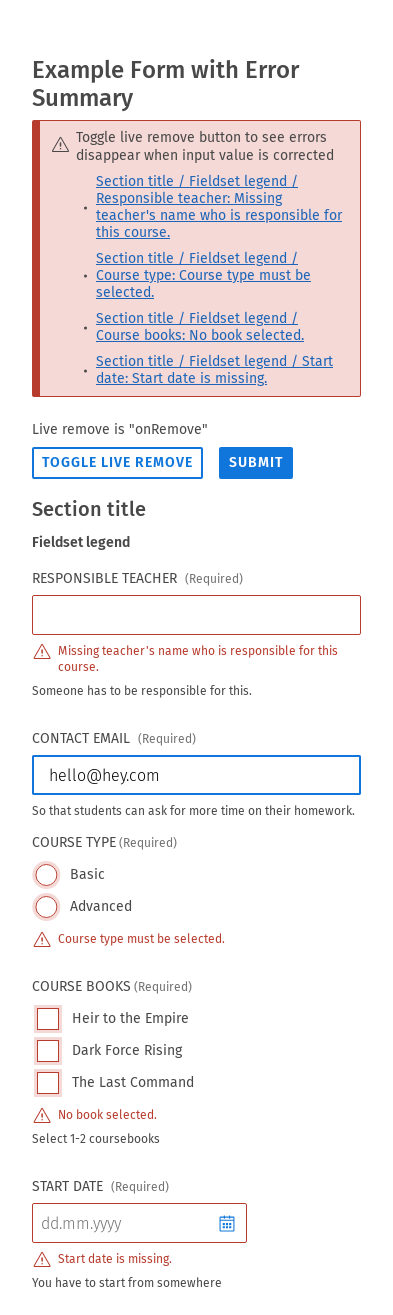 Example Form with Error
Summary
Toggle live remove button to see errors
disappear when input value is corrected
Section title / Fieldset legend /
Responsible teacher: Missing
teacher's name who is responsible for
this course.
Section title / Fieldset legend /
Course type: Course type must be
selected.
Section title / Fieldset legend /
Course books: No book selected.
Section title / Fieldset legend / Start
date: Start date is missing.
Live remove is "onRemove"
TOGGLE LIVE REMOVE SUBMIT
Section title
Fieldset legend
RESPONSIBLE TEACHER (Required)
Missing teacher's name who is responsible for this
course.
Someone has to be responsible for this.
CONTACT EMAIL (Required)
hello@hey.com
So that students can ask for more time on their homework.
COURSE TYPE (Required)
Basic
Advanced
Course type must be selected.
COURSE BOOKS (Required)
Heir to the Empire
Dark Force Rising
The Last Command
No book selected.
Select 1-2 coursebooks
START DATE (Required)
dd.mm.yyyy
Start date is missing.
You have to start from somewhere